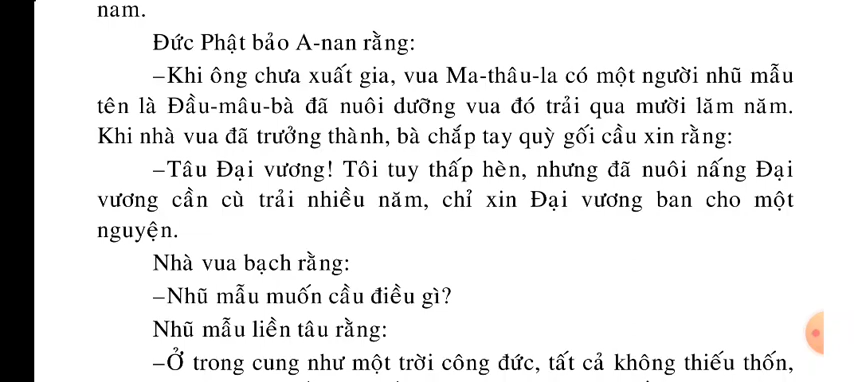 nam.
Đức Phật bảo A-nan rằng:
–Khi ông chưa xuất gia, vua Ma-thâu-la có một người nhũ mẫu
tên là Đầu-mâu-bà đã nuôi dưỡng vua đó trải qua mười lăm năm.
Khi nhà vua đã trưởng thành, bà chắp tay quỳ gối cầu xin rằng:
–Tâu Đại vương! Tôi tuy thấp hèn, nhưng đã nuôi nấng Đại
vương cần cù trải nhiều năm, chỉ xin Đại vương ban cho một
nguyện.
Nhà vua bạch rằng:
–Nhũ mẫu muốn cầu điều gì?
Nhũ mẫu liền tâu rằng:
–Ở trong cung như một trời công đức, tất cả không thiếu thốn,